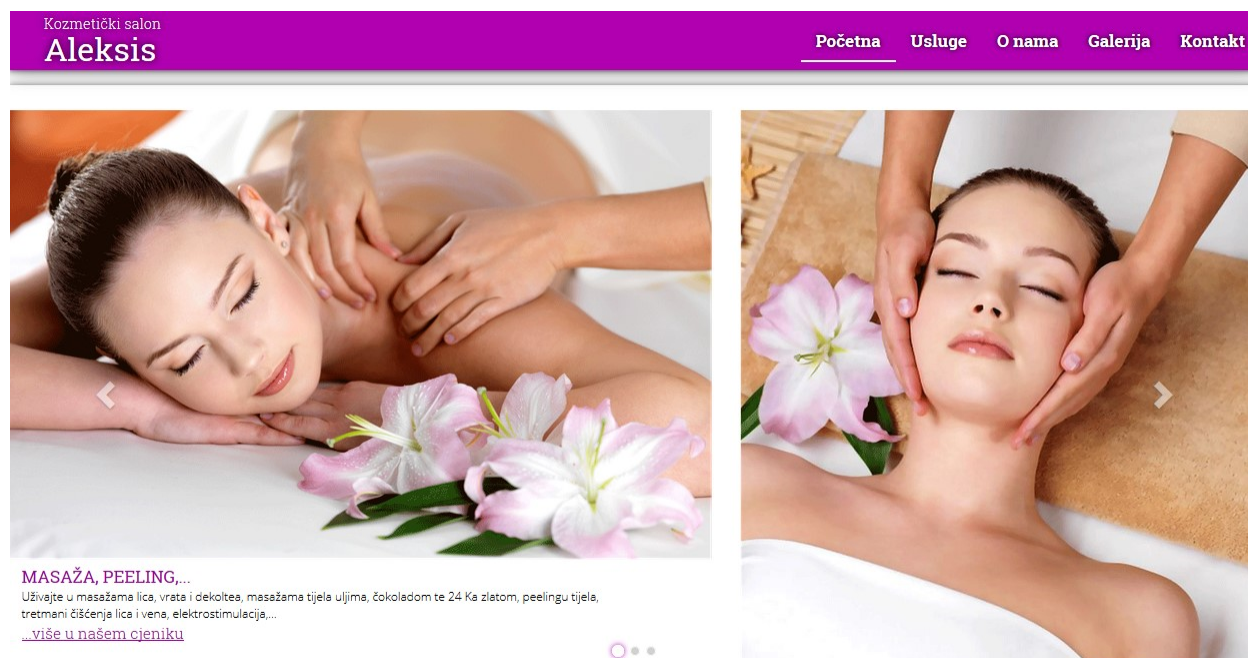 Kozmetički salon
Aleksis
Početna Usluge O nama Galerija Kontakt
MASAŽA, PEELING,...
Uživajte u masažama lica, vrata i dekoltea, masažama tijela uljima, čokoladom te 24 Ka zlatom, peelingu tijela,
tretmani čišćenja lica i vena, elektrostimulacija,...
...više u našem cjeniku